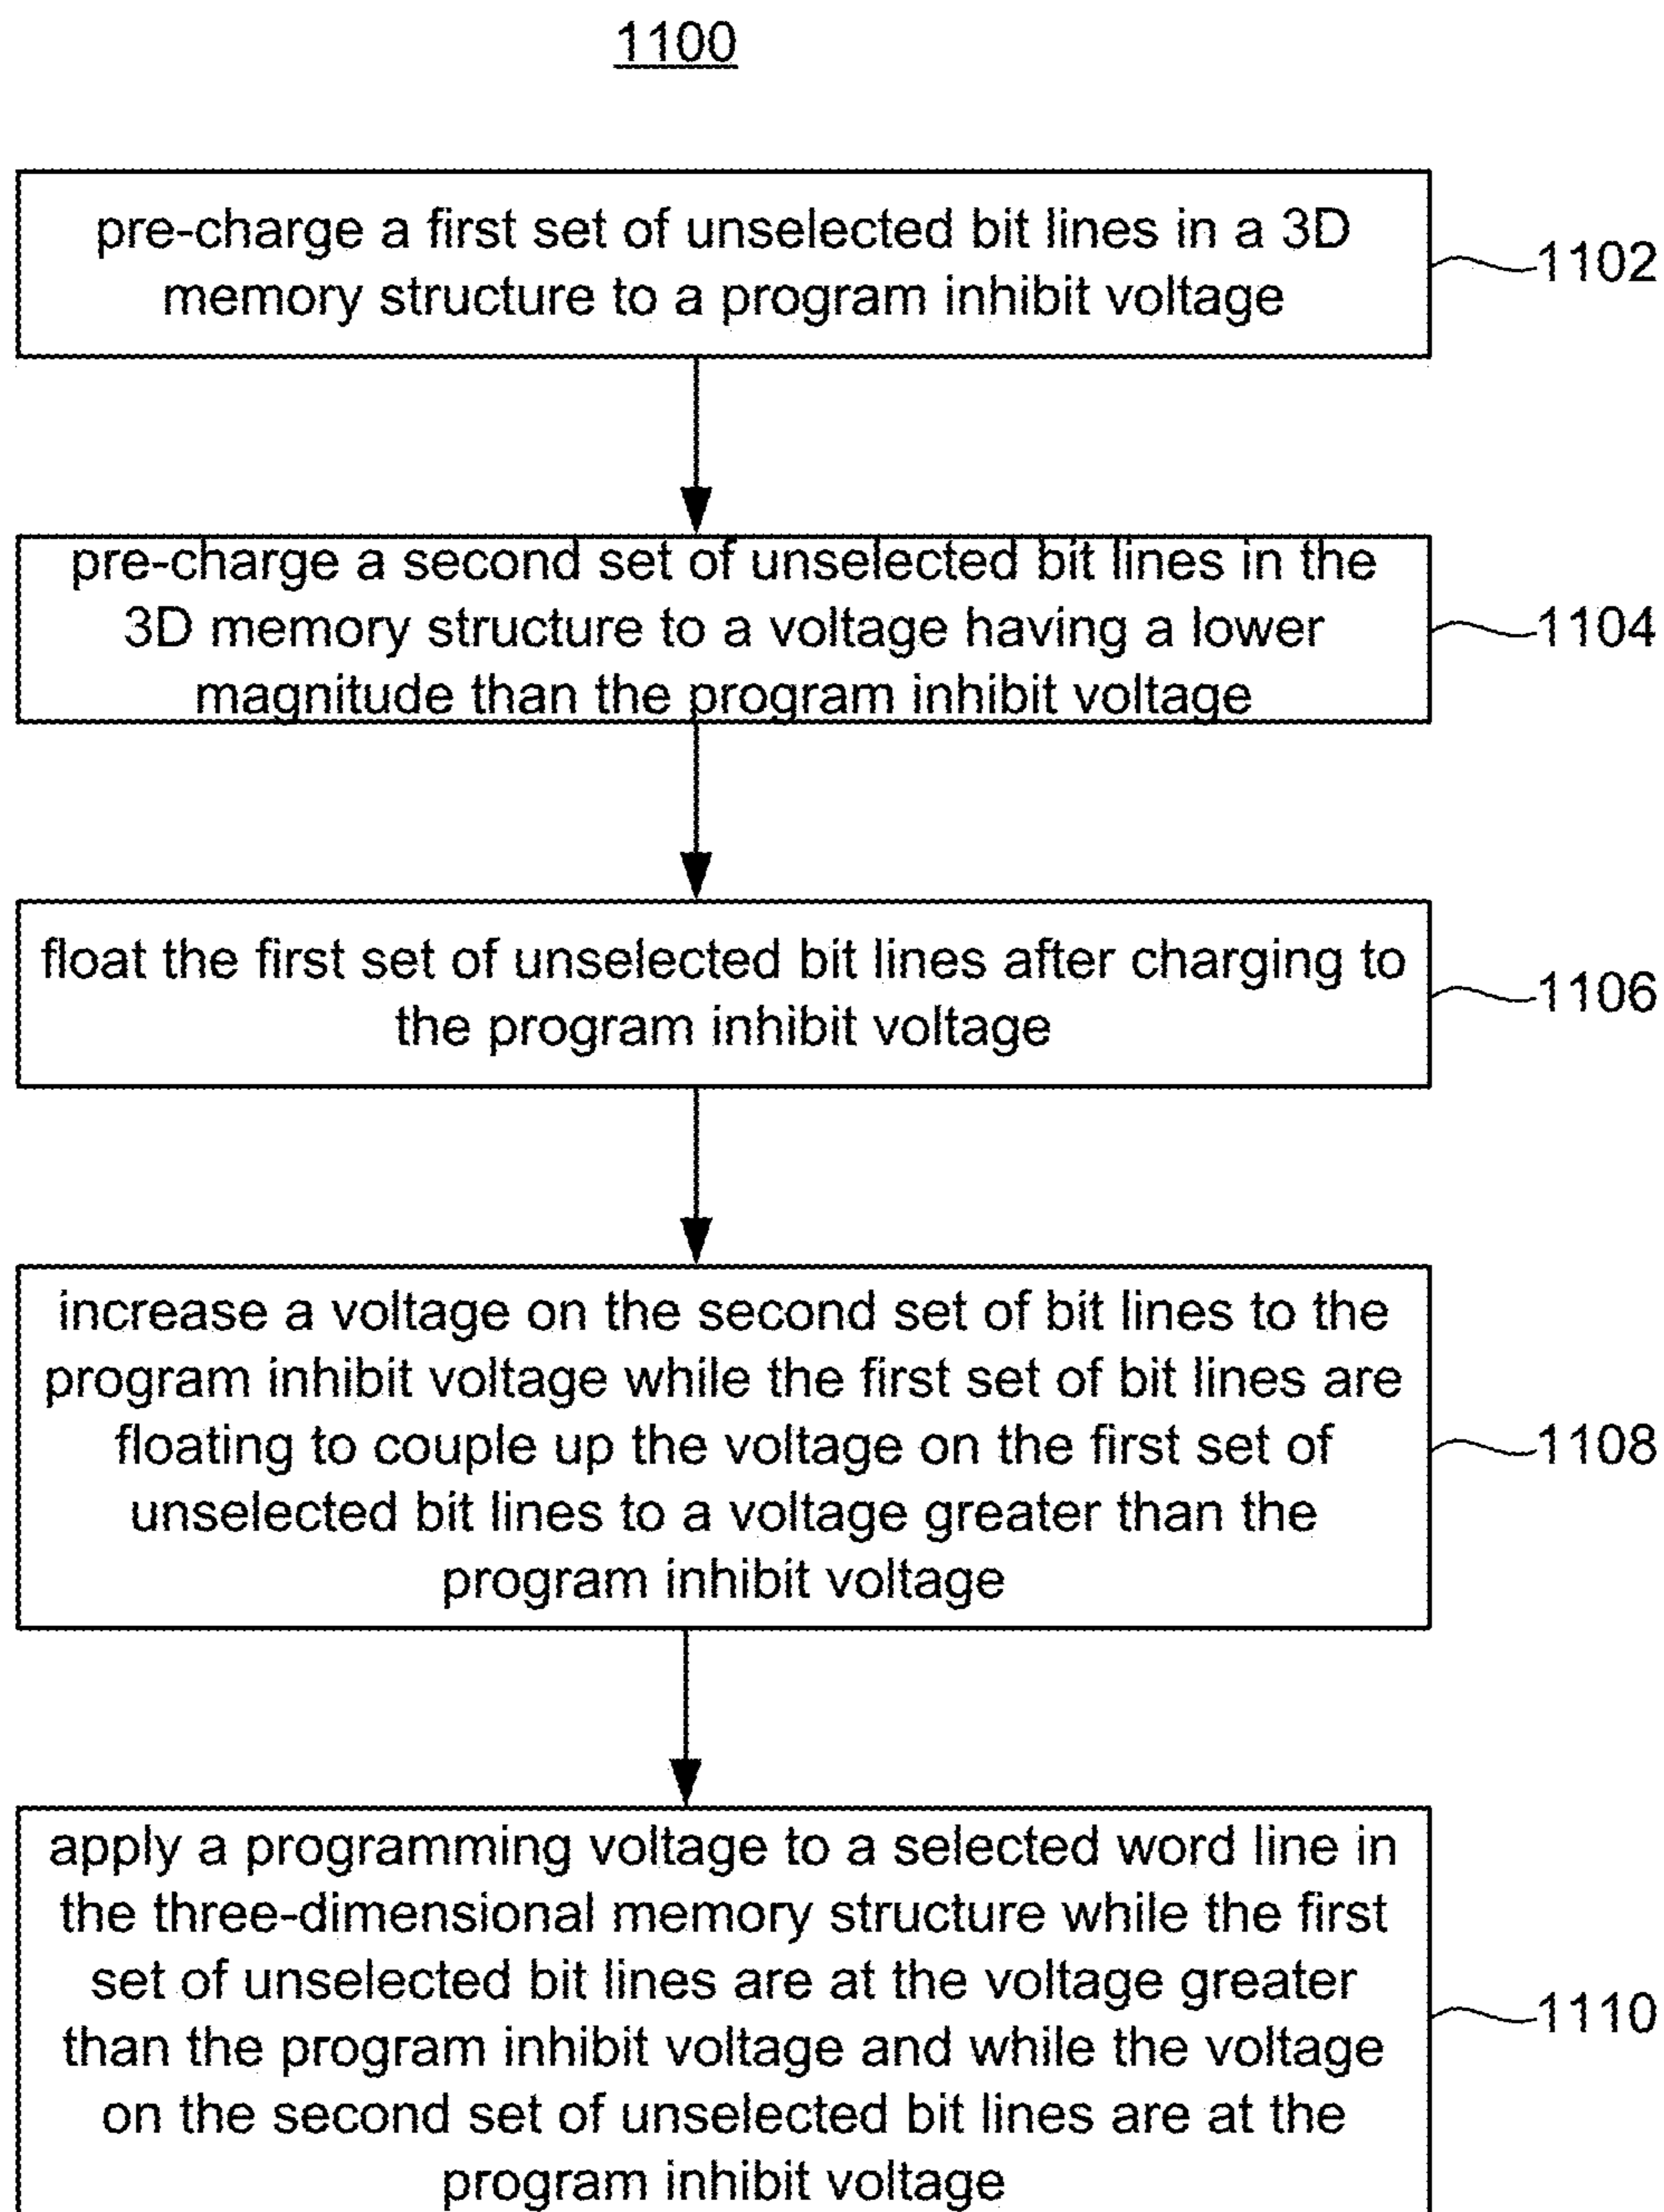 1100
pre-charge a first set of unselected bit lines in a 3D
memory structure to a program inhibit voltage
1102
pre-charge a second set of unselected bit lines in the
3D memory structure to a voltage having a lower
magnitude than the program inhibit voltage
1104
float the first set of unselected bit lines after charging to
the program inhibit voltage
1106
increase a voltage on the second set of bit lines to the
program inhibit voltage while the first set of bit lines are
floating to couple up the voltage on the first set of
unselected bit lines to a voltage greater than the
program inhibit voltage
1108
apply a programming voltage to a selected word line in
the three-dimensional memory structure while the first
set of unselected bit lines are at the voltage greater
than the program inhibit voltage and while the voltage
on the second set of unselected bit lines are at the
program inhibit voltage
1110